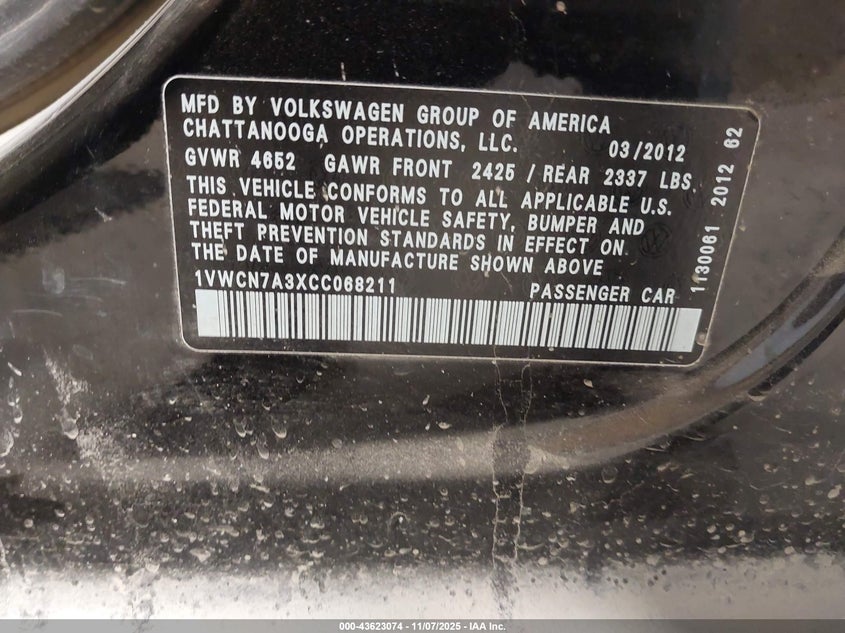 MFD BY VOLKSWAGEN GROUP OF AMERICA
CHATTANOOGA OPERATIONS, LLC. 03/2012
GVWR 4652 GAWR FRONT 2425 / REAR 2337 LBS.
THIS VEHICLE CONFORMS TO ALL APPLICABLE U.S.
FEDERAL MOTOR VEHICLE SAFETY, BUMPER AND
THEFT PREVENTION STANDARDS IN EFFECT ON
THE DATE OF MANUFACTURE SHOWN ABOVE
1VWCN7A3XCC068211 PASSENGER CAR
1130061 2012 62
000-43623074 - 11/07/2025 - IAA Inc.